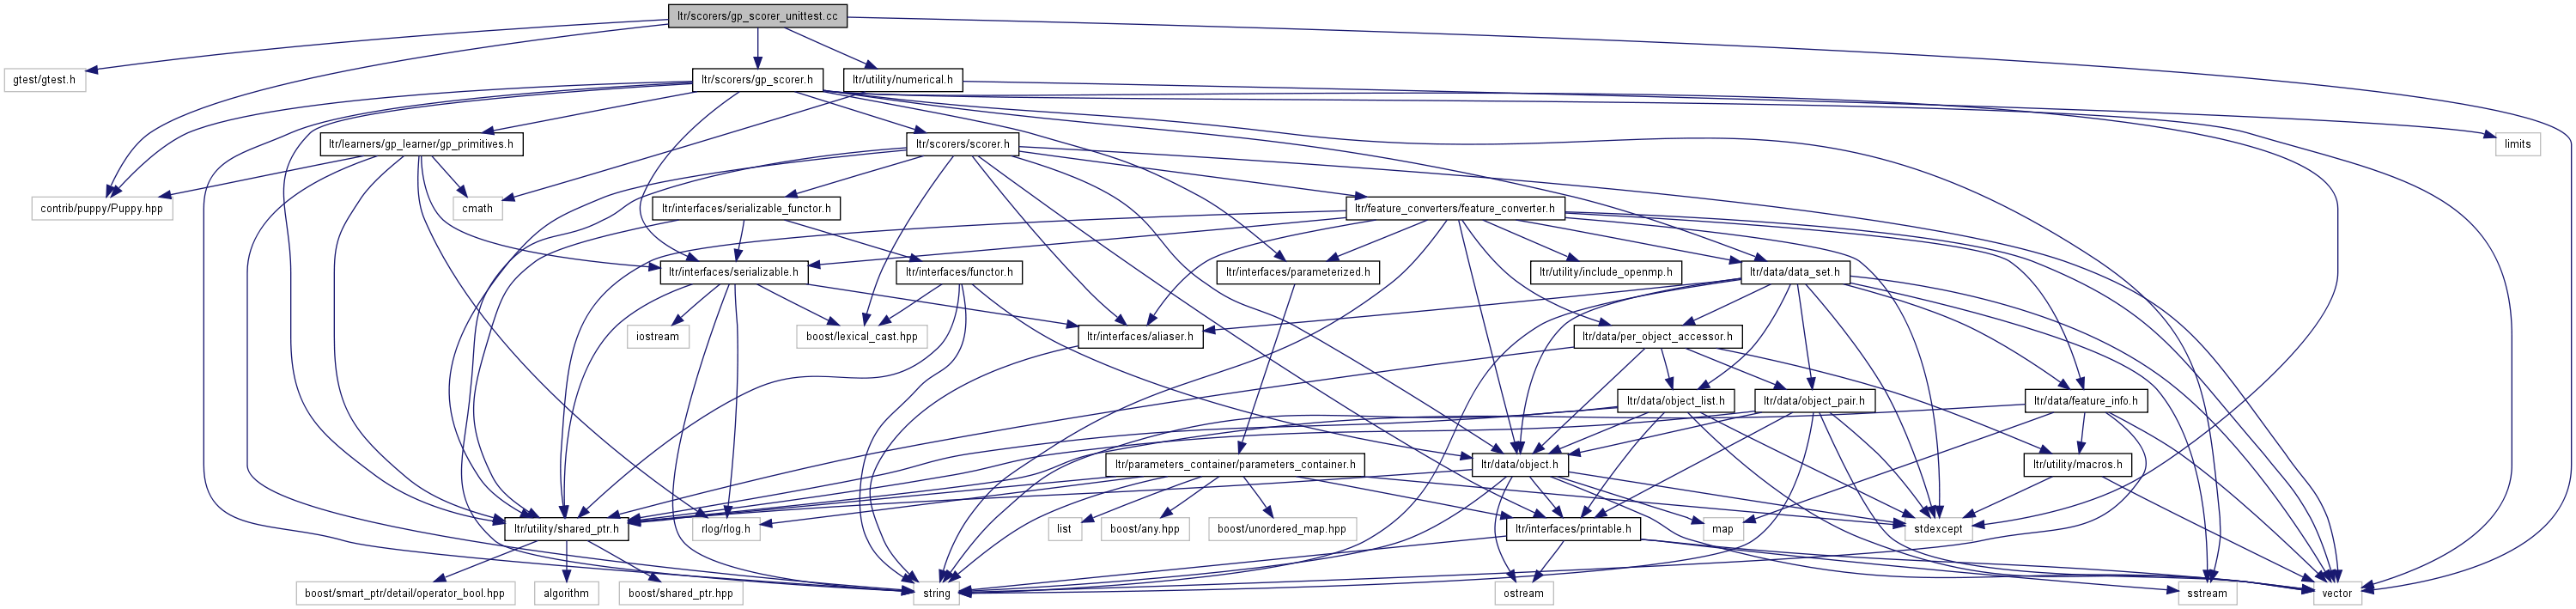 ltr/scorers/gp_scorer_unittest.cc
gtest/gtest.h
ltr/scorers/gp_scorer.h
ltr/utility/numerical.h
ltr/learners/gp_learner/gp_primitives.h
ltr/scorers/scorer.h
limits
contrib/puppy/Puppy.hpp
cmath
ltr/interfaces/serializable_functor.h
ltr/feature_converters/feature_converter.h
ltr/interfaces/serializable.h
ltr/interfaces/functor.h
ltr/interfaces/parameterized.h
ltr/utility/include_openmp.h
ltr/data/data_set.h
iostream
boost/lexical_cast.hpp
ltr/interfaces/aliaser.h
ltr/data/per_object_accessor.h
ltr/data/object_list.h
ltr/data/object_pair.h
ltr/data/feature_info.h
ltr/parameters_container/parameters_container.h
ltr/data/object.h
ltr/utility/macros.h
ltr/utility/shared_ptr.h
rlog/rlog.h
list
boost/any.hpp
boost/unordered_map.hpp
ltr/interfaces/printable.h
map
stdexcept
boost/smart_ptr/detail/operator_bool.hpp
algorithm
boost/shared_ptr.hpp
string
ostream
sstream
vector